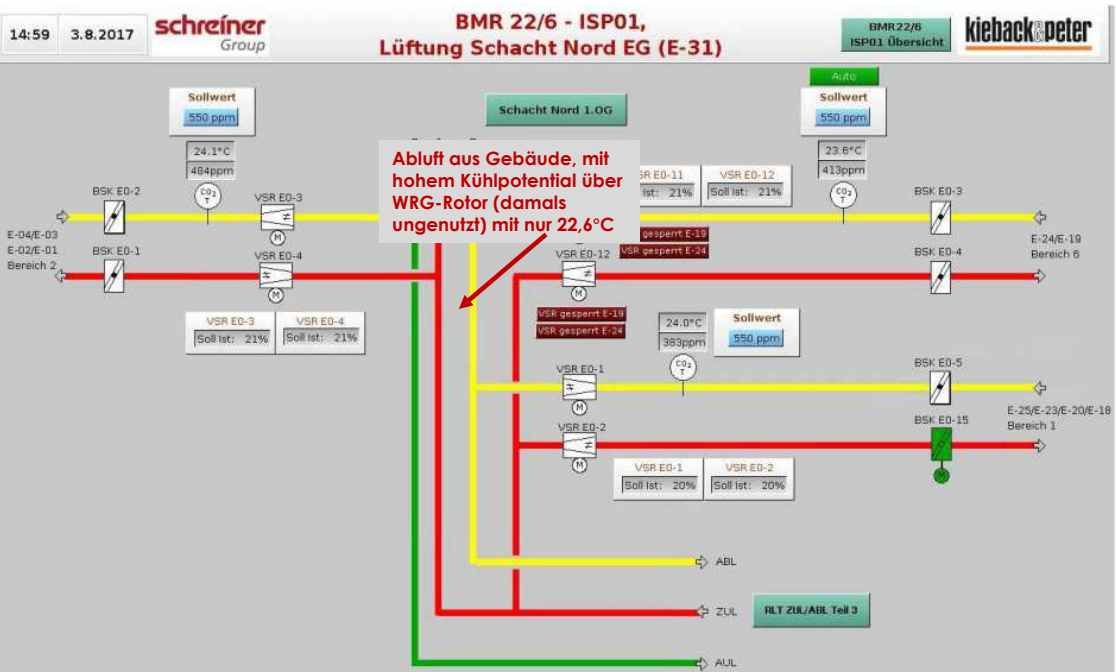 14:59
3.8.2017
schreiner
Group
BMR 22/6 - ISP01,
Lüftung Schacht Nord EG (E-31)
BMR22/6
ISP01 Übersicht
kieback&peter
Auto
Sollwert
550 ppm
24.1°C
484ppm
CO2
T
Schacht Nord 1.OG
Sollwert
550 ppm
23.6°C
413ppm
CO2
T
Abluft aus Gebäude, mit
hohem Kühlpotential über
WRG-Rotor (damals
ungenutzt) mit nur 22,6°C
SR E0-11
Ist: 21%
VSR E0-12
Soll Ist: 21%
BSK E0-2
VSR E0-3
M
BSK E0-3
E-04/E-03
E-02/E-01
Bereich 2
BSK E0-1
VSR E0-4
M
gesperrt E-19
VSR gesperrt E-24
VSR E0-12
M
BSK E0-4
E-24/E-19
Bereich 6
VSR E0-3
Soll Ist: 21%
VSR E0-4
Soll Ist: 21%
VSR gesperrt E-19
VSR gesperrt E-24
24.0°C
383ppm
Sollwert
550 ppm
CO2
T
VSR E0-1
M
BSK E0-5
VSR E0-2
M
BSK E0-15
M
E-25/E-23/E-20/E-18
Bereich 1
VSR E0-1
Soll Ist: 20%
VSR E0-2
Soll Ist: 20%
ABL
ZUL
RLT ZUL/ABL Teil 3
AUL